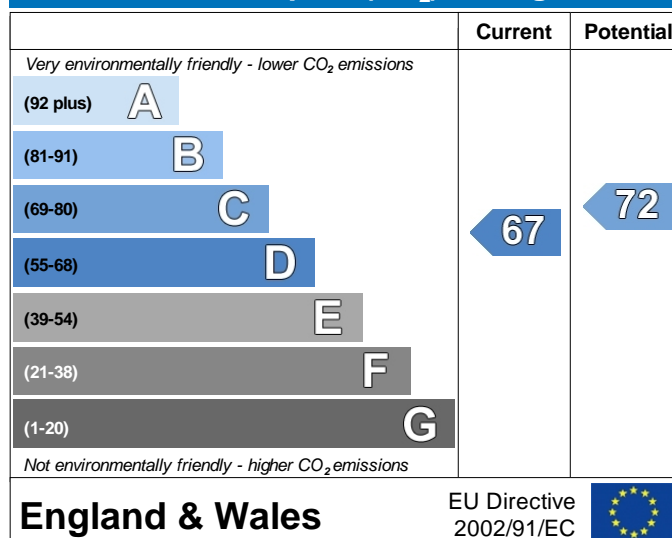 Current Potential
Very environmentally friendly - lower CO₂ emissions
(92 plus) A
(81-91) B
(69-80) C
72
67
(55-68) D
(39-54) E
(21-38) F
(1-20) G
Not environmentally friendly - higher CO₂ emissions
England & Wales
EU Directive
2002/91/EC